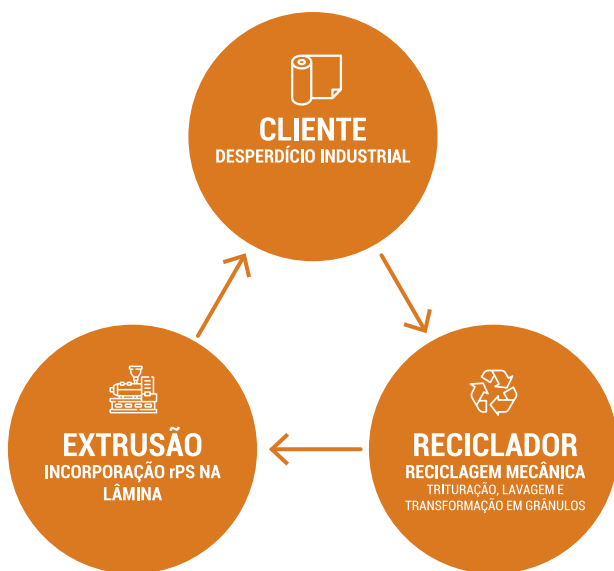 CLIENTE
DESPERDÍCIO INDUSTRIAL
EXTRUSÃO
INCORPORAÇÃO rPS NA
LÂMINA
RECICLADOR
RECICLAGEM MECÂNICA
TRITURAÇÃO, LAVAGEM E
TRANSFORMAÇÃO EM GRÂNULOS